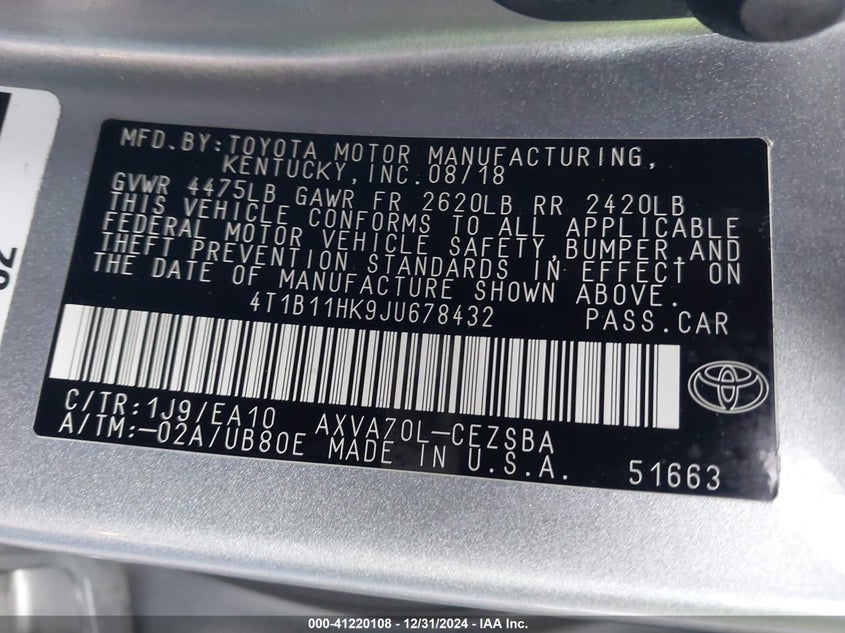 MFD.BY:TOYOTA MOTOR MANUFACTURING,
KENTUCKY,INC.08/18
GVWR 4475LB GAWR FR 2620LB RR 2420LB
THIS VEHICLE CONFORMS TO ALL APPLICABLE
FEDERAL MOTOR VEHICLE SAFETY,BUMPER,AND
THEFT PREVENTION STANDARDS IN EFFECT ON
THE DATE OF MANUFACTURE SHOWN ABOVE.
4T1B11HK9JU678432 PASS.CAR
C/TR:1J9/EA10 AXVA70L-CEZSBA
A/TM:-02A/UB80E MADE IN U.S.A. 51663
02
000-41220108 - 12/31/2024 - IAA Inc.